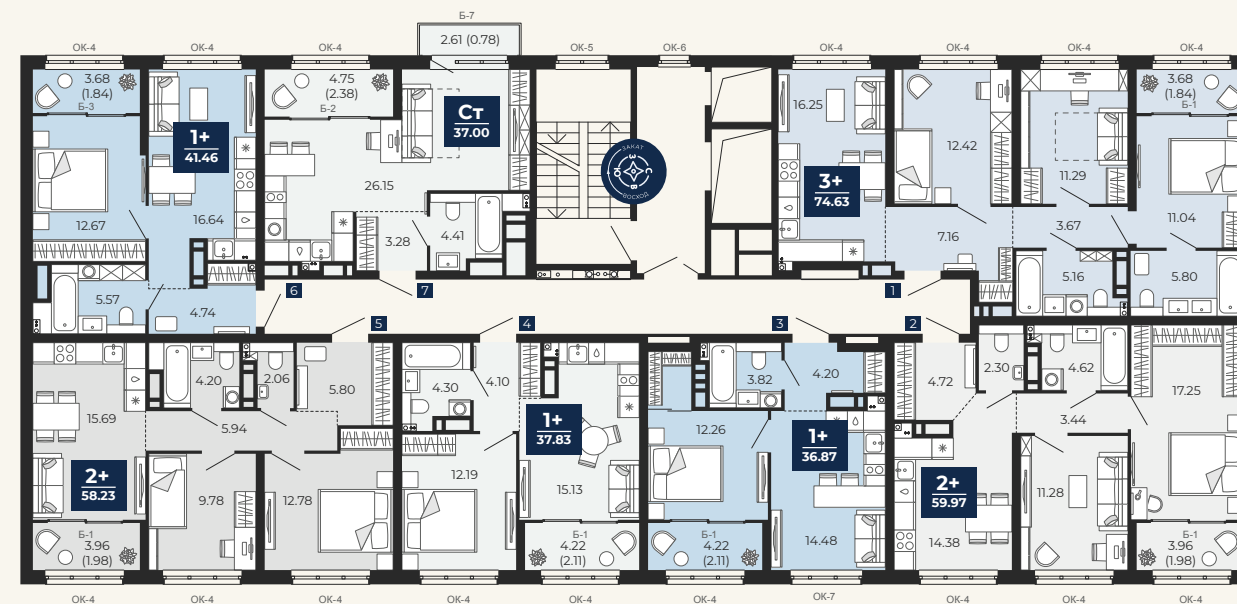 Б-7
ОК-4
ОК-4
ОК-4
2.61 (0.78)
ОК-5
ОК-6
ОК-4
ОК-4
ОК-4
ОК-4
3.68
(1.84)
Б-3
4.75
(2.38)
Б-2
Ст
37.00
1+
41.46
16.25
12.42
11.29
3.68
(1.84)
Б-1
ЗАКАТ
З
С
Ю
В
ВОСХОД
3+
74.63
26.15
12.67
16.64
3.28
4.41
7.16
3.67
11.04
5.57
4.74
5.16
5.80
6
7
1
5
4
3
2
15.69
4.20
2.06
5.80
4.30
4.10
3.82
4.20
4.72
2.30
4.62
17.25
5.94
1+
37.83
12.26
1+
36.87
3.44
2+
58.23
9.78
12.78
12.19
15.13
2+
59.97
11.28
Б-1
3.96
(1.98)
Б-1
4.22
(2.11)
Б-1
4.22
(2.11)
14.48
14.38
Б-1
3.96
(1.98)
ОК-4
ОК-4
ОК-4
ОК-4
ОК-4
ОК-4
ОК-7
ОК-4
ОК-4
ОК-4